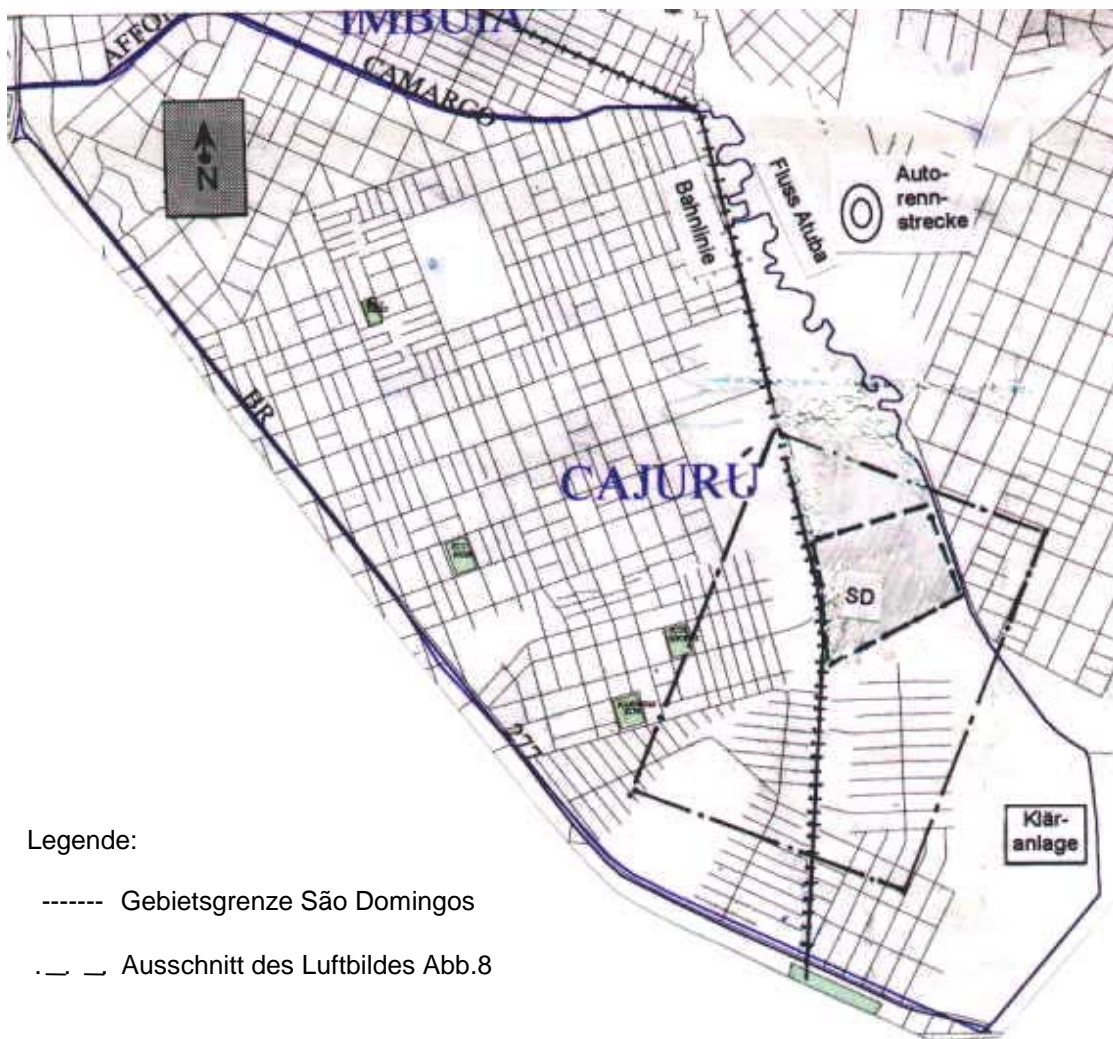 IMBUIA
CAMARGO
N
Bahnlinie
Fluss Atuba
Auto-
renn-
strecke
BR
CAJURU
SD
277
Klär-
anlage
Legende:
------- Gebietsgrenze São Domingos
Ausschnitt des Luftbildes Abb.8